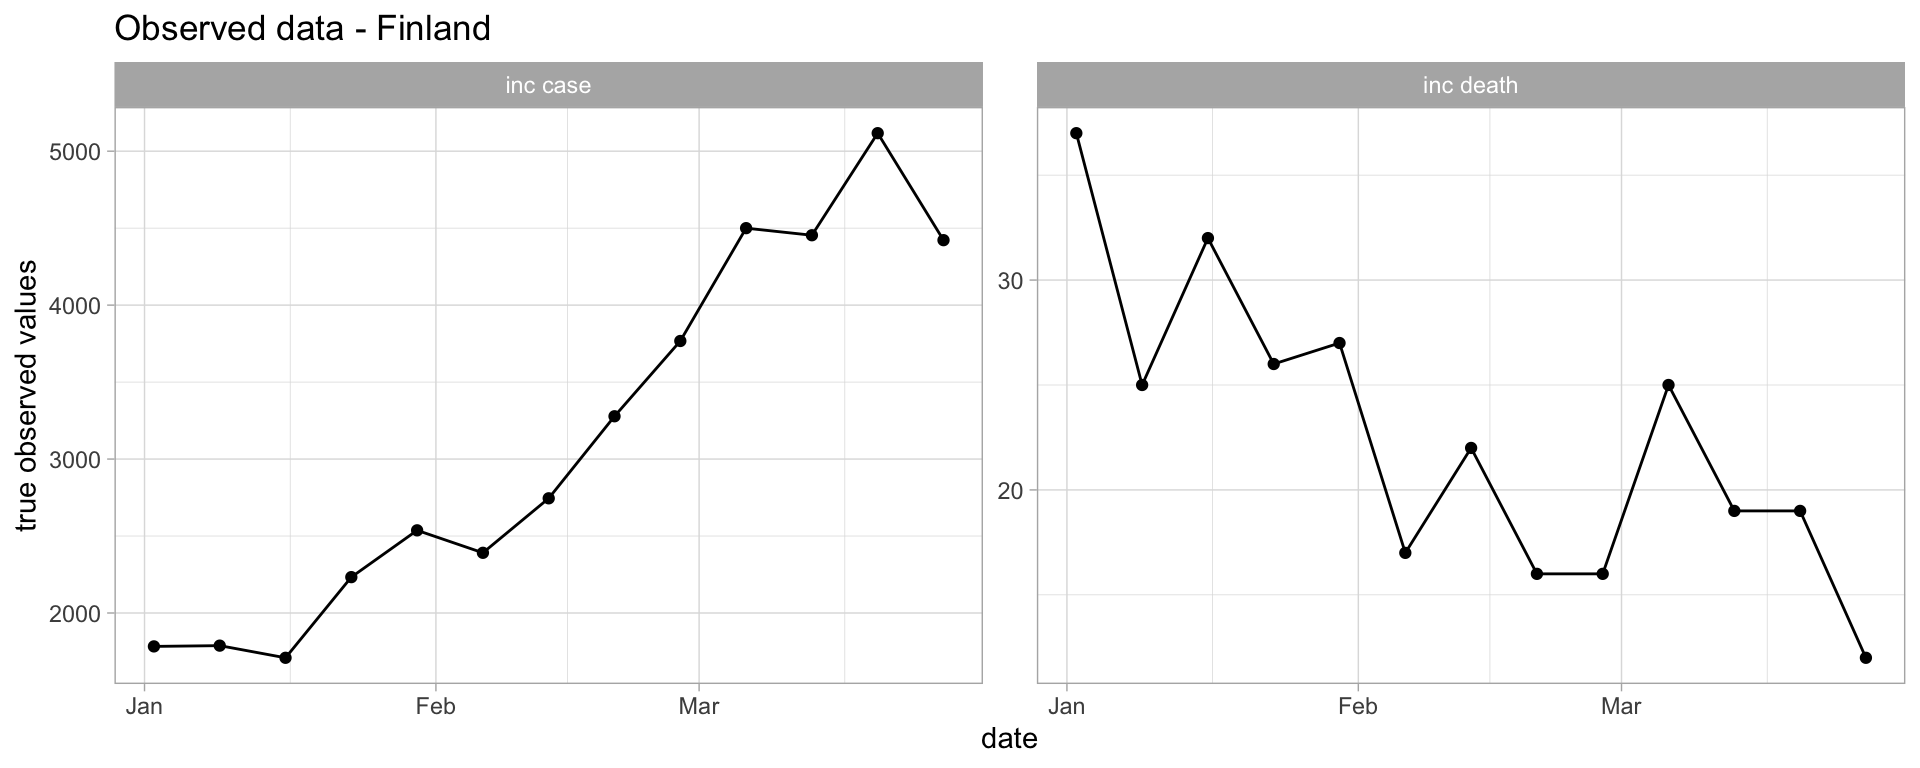 Observed data - Finland
inc case
inc death
true observed values
5000
4000
3000
2000
30
20
Jan
Feb
Mar
Jan
Feb
Mar
date